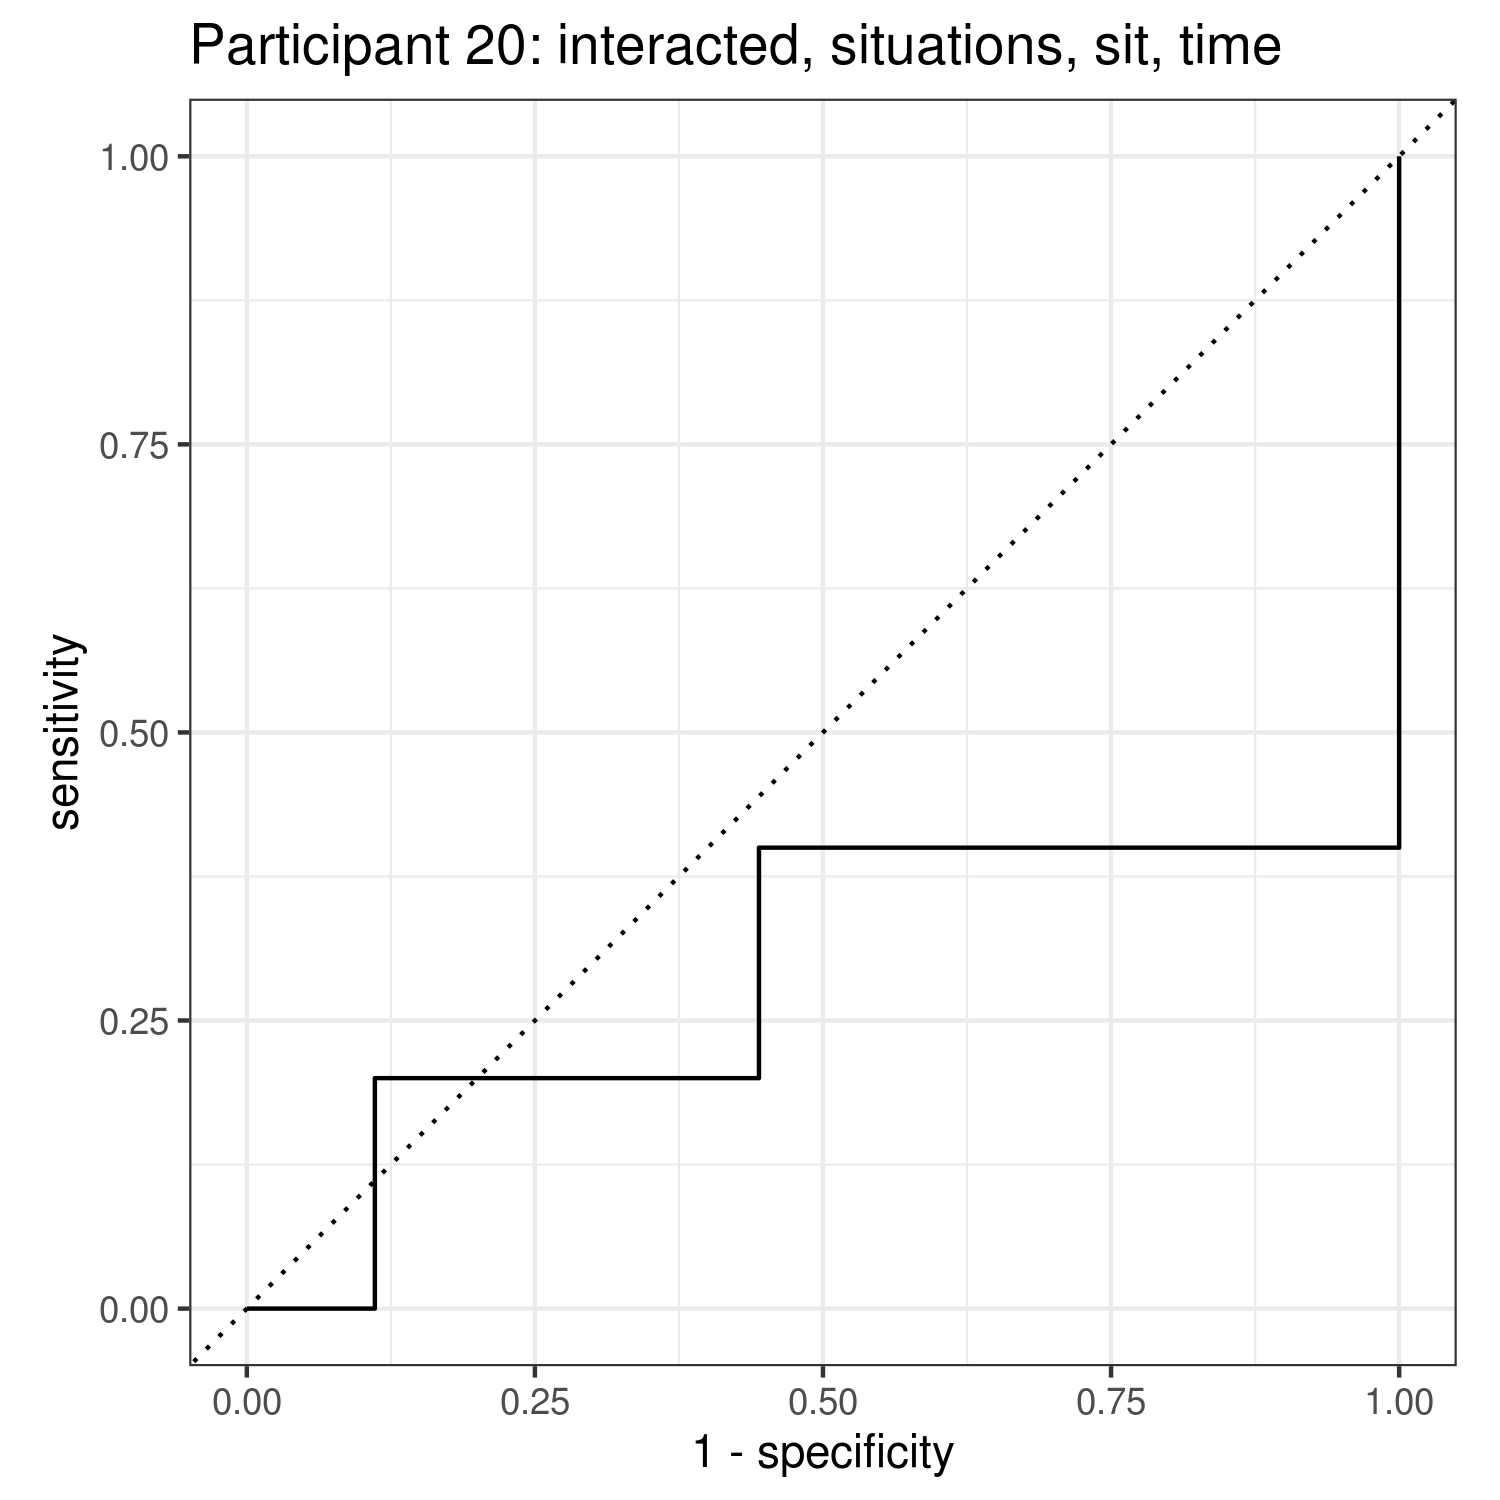 Participant 20: interacted, situations, sit, time
1.00
0.75
0.50
0.25
0.00
sensitivity
0.00 0.25 0.50 0.75 1.00
1 - specificity